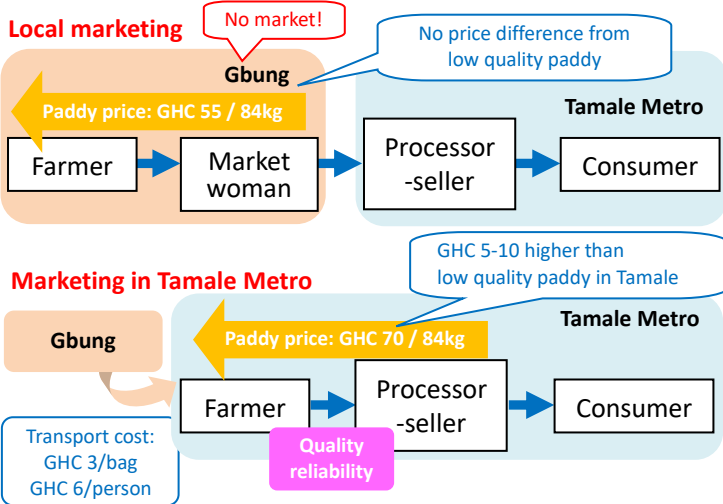 Local marketing
No market!
No price difference from
low quality paddy
Gbung
Tamale Metro
Paddy price: GHC 55 / 84kg
Farmer
Market
woman
Processor
-seller
Consumer
GHC 5-10 higher than
low quality paddy in Tamale
Marketing in Tamale Metro
Tamale Metro
Gbung
Paddy price: GHC 70 / 84kg
Farmer
Processor
-seller
Consumer
Quality
reliability
Transport cost:
GHC 3/bag
GHC 6/person